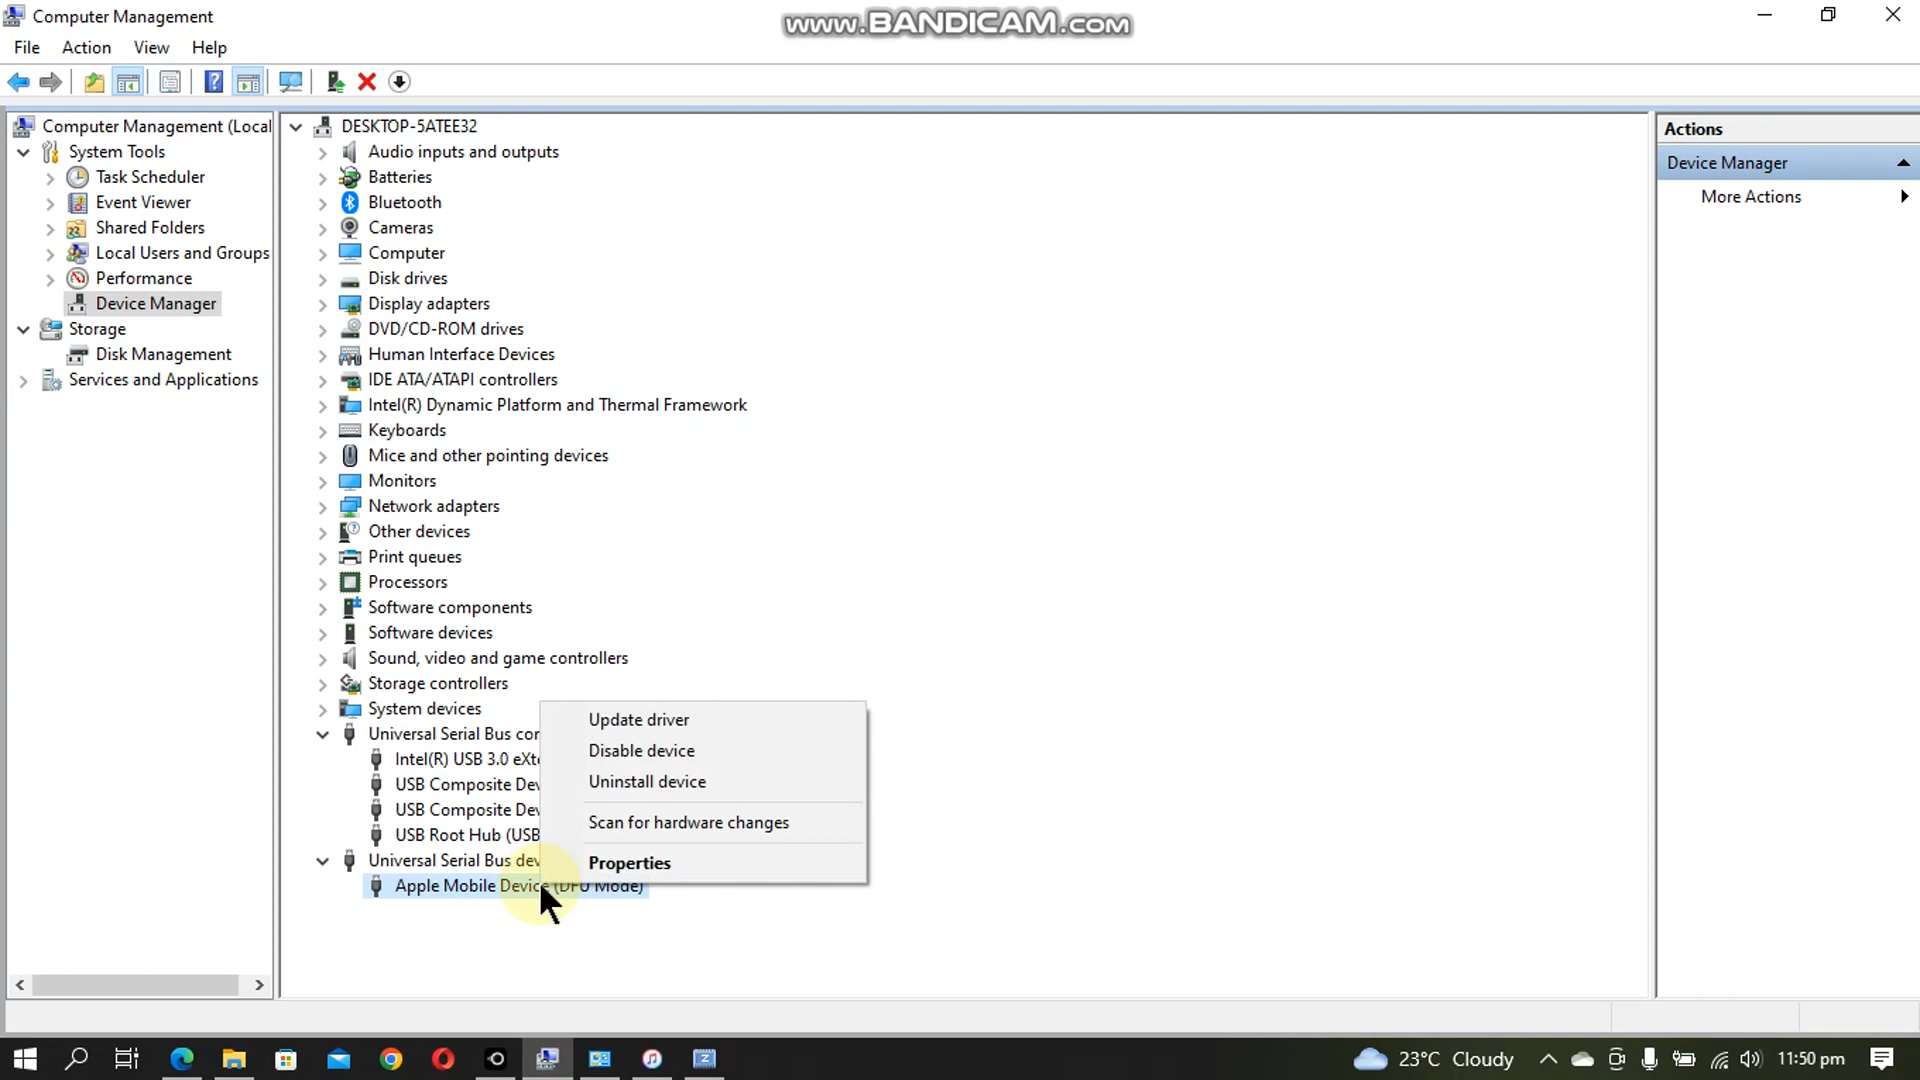 Computer Management
www.BANDICAM.com
File Action View Help
Computer Management (Local
System Tools
Task Scheduler
Event Viewer
Shared Folders
Local Users and Groups
Performance
Device Manager
Storage
Disk Management
Services and Applications
DESKTOP-5ATEE32
Audio inputs and outputs
Batteries
Bluetooth
Cameras
Computer
Disk drives
Display adapters
DVD/CD-ROM drives
Human Interface Devices
IDE ATA/ATAPI controllers
Intel(R) Dynamic Platform and Thermal Framework
Keyboards
Mice and other pointing devices
Monitors
Network adapters
Other devices
Print queues
Processors
Software components
Software devices
Sound, video and game controllers
Storage controllers
System devices
Universal Serial Bus con
Intel(R) USB 3.0 eXte
USB Composite Dev
USB Composite Dev
USB Root Hub (USB
Universal Serial Bus dev
Apple Mobile Device (DFU Mode)
Update driver
Disable device
Uninstall device
Scan for hardware changes
Properties
Actions
Device Manager
More Actions
23°C Cloudy
11:50 pm